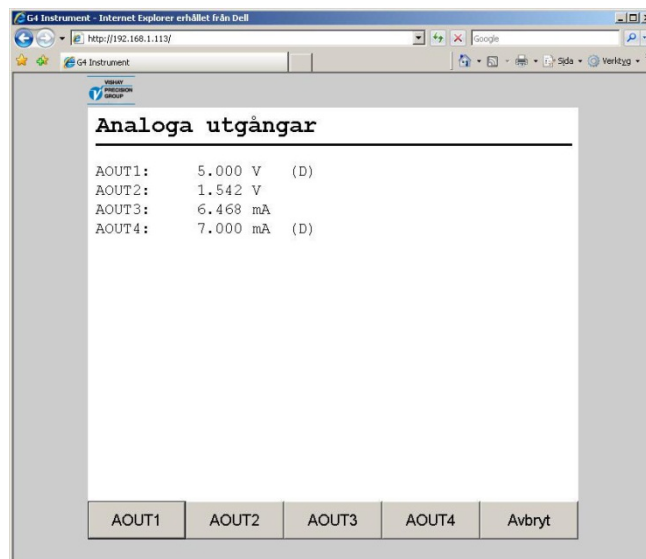 G4 Instrument - Internet Explorer erhållet från Dell
http://192.168.1.113/
Google
G4 Instrument
Sida
Verktyg
VISHAY
PRECISION
GROUP
Analoga utgångar
AOUT1: 5.000 V (D)
AOUT2: 1.542 V
AOUT3: 6.468 mA
AOUT4: 7.000 mA (D)
AOUT1 AOUT2 AOUT3 AOUT4 Avbryt